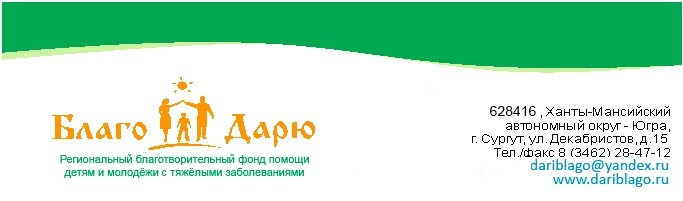 Благо Дарю
Региональный благотворительный фонд помощи
детям и молодёжи с тяжёлыми заболеваниями
628416 , Ханты-Мансийский
автономный округ - Югра,
г. Сургут, ул. Декабристов, д.15
Тел./факс 8 (3462) 28-47-12
dariblago@yandex.ru
www.dariblago.ru